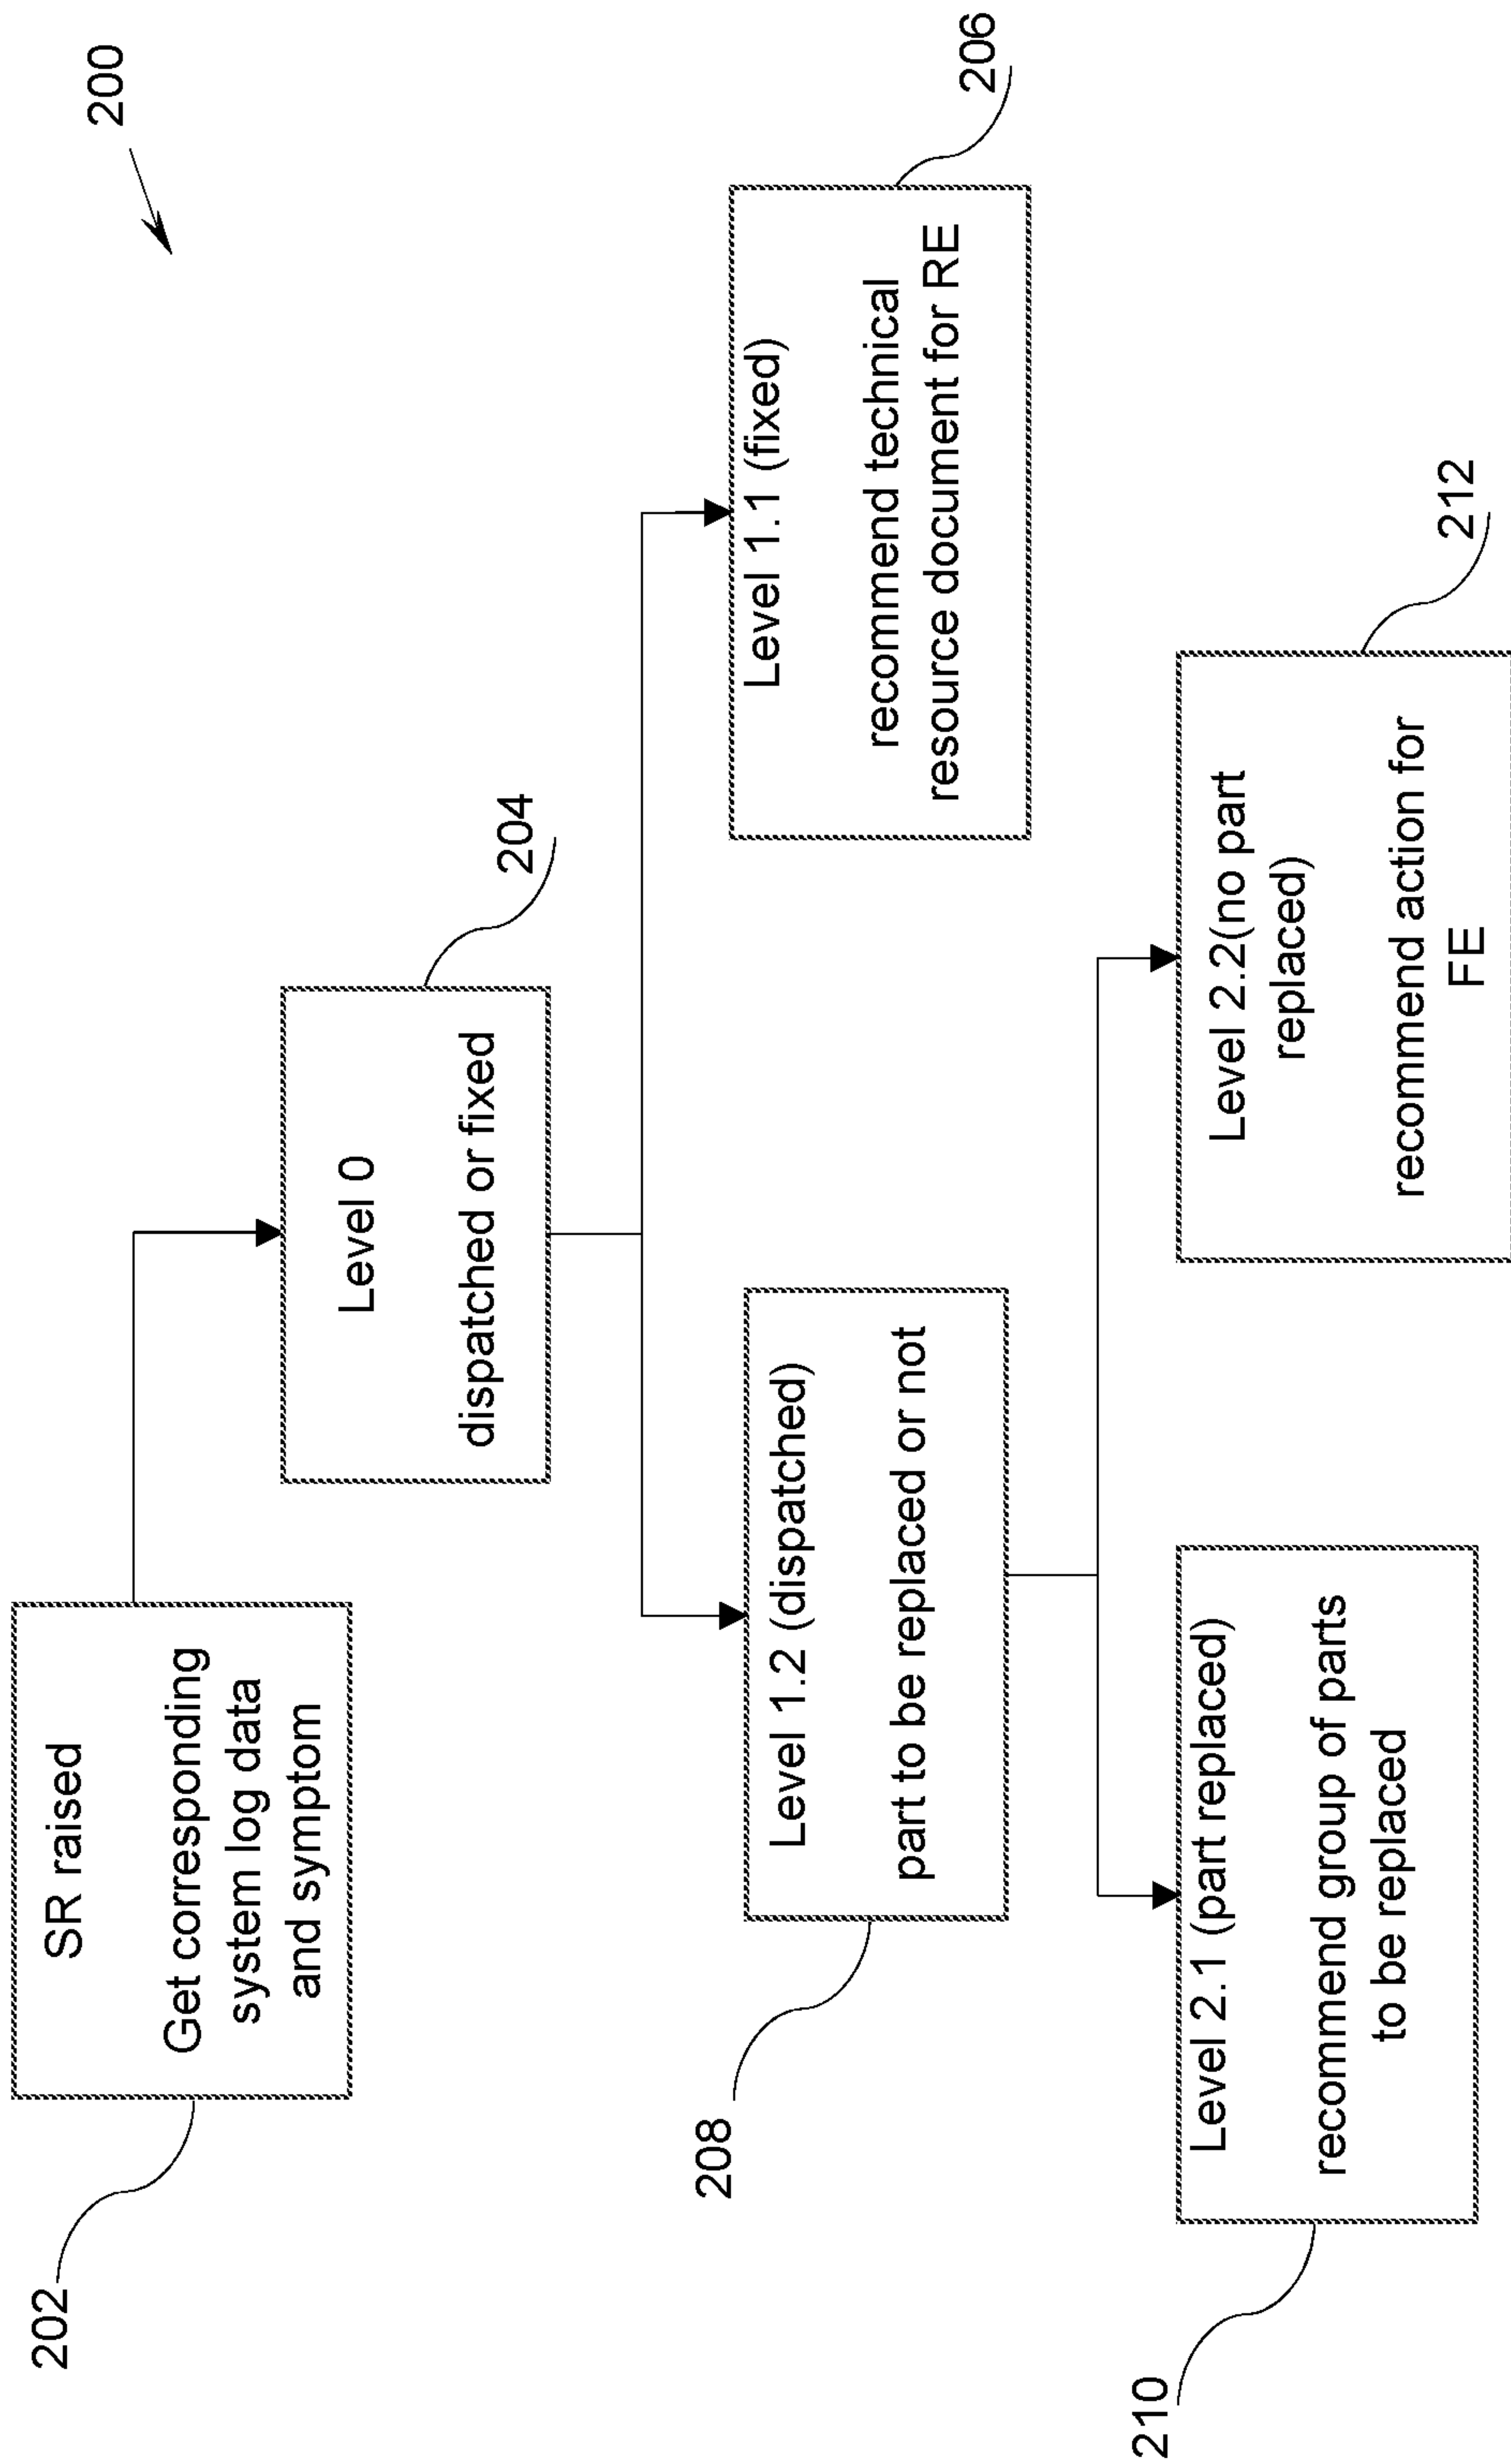 200
202
SR raised
Get corresponding
system log data
and symptom
204
Level 0
dispatched or fixed
206
Level 1.1 (fixed)
recommend technical
resource document for RE
208
Level 1.2 (dispatched)
part to be replaced or not
210
Level 2.1 (part replaced)
recommend group of parts
to be replaced
212
Level 2.2(no part
replaced)
recommend action for
FE